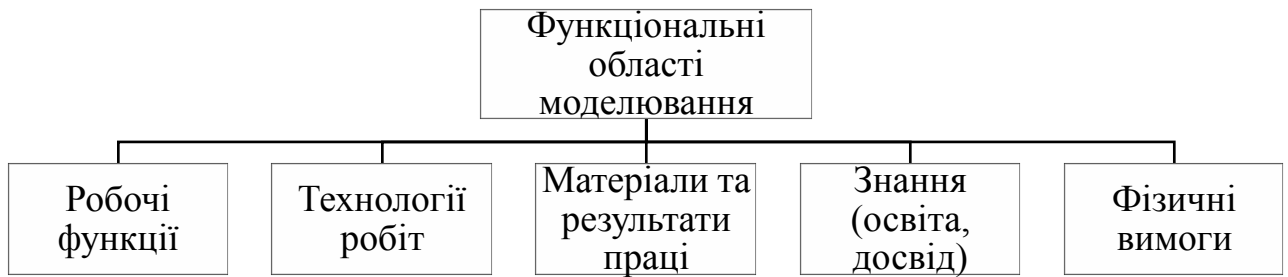 Функціональні
області
моделювання
Робочі
функції
Технології
робіт
Матеріали та
результати
праці
Знання
(освіта,
досвід)
Фізичні
вимоги